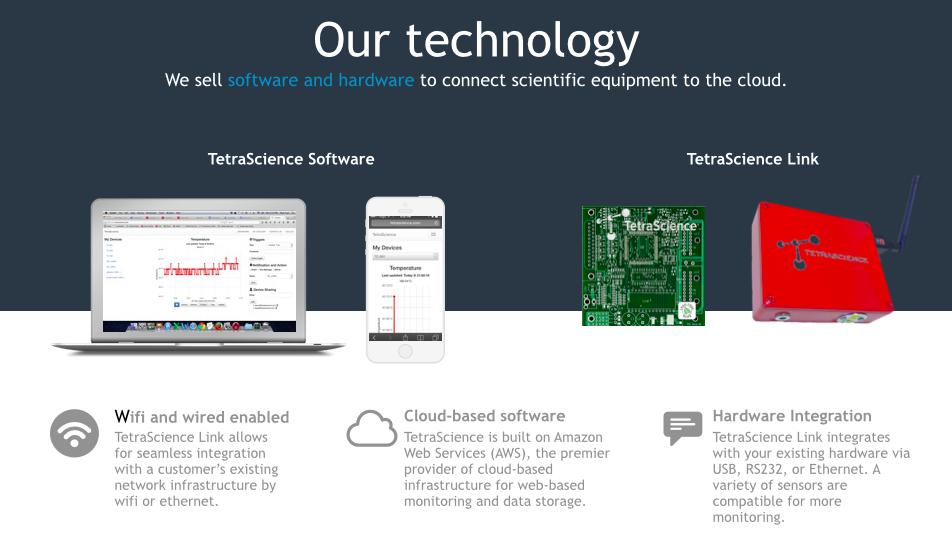 Our technology
We sell software and hardware to connect scientific equipment to the cloud.
TetraScience Software
TetraScience Link
My Devices
Temperature
Device Sharing
TetraScience
My Devices
Temperature
TetraScience
TETRASCIENCE
Wifi and wired enabled
TetraScience Link allows
for seamless integration
with a customer’s existing
network infrastructure by
wifi or ethernet.
Cloud-based software
TetraScience is built on Amazon
Web Services (AWS), the premier
provider of cloud-based
infrastructure for web-based
monitoring and data storage.
Hardware Integration
TetraScience Link integrates
with your existing hardware via
USB, RS232, or Ethernet. A
variety of sensors are
compatible for more
monitoring.